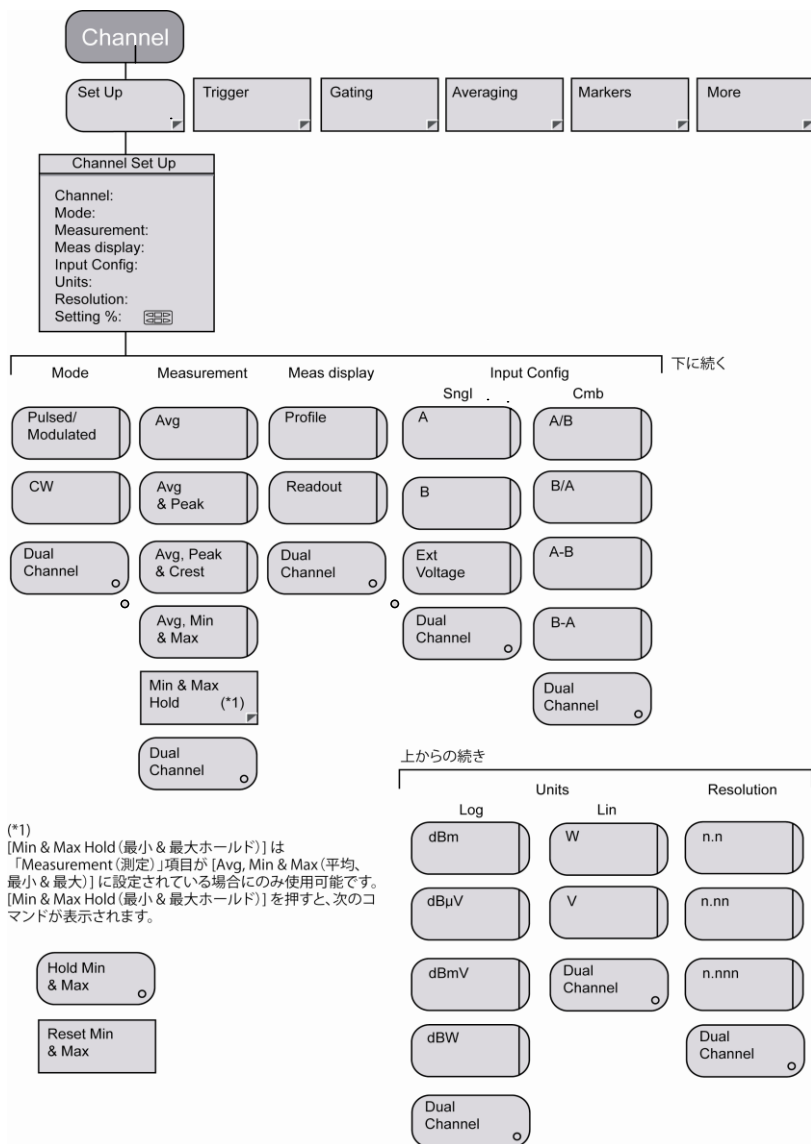 Channel
Set Up
Trigger
Gating
Averaging
Markers
More
Channel Set Up
Channel:
Mode:
Measurement:
Meas display:
Input Config:
Units:
Resolution:
Setting %:
下に続く
Mode
Measurement
Meas display
Input Config
Sngl
Cmb
Pulsed/
Modulated
CW
Dual
Channel
Avg
Avg
& Peak
Avg, Peak
& Crest
Avg, Min
& Max
Min & Max
Hold (*1)
Dual
Channel
Profile
Readout
Dual
Channel
A
B
Ext
Voltage
Dual
Channel
A/B
B/A
A-B
B-A
Dual
Channel
上からの続き
Units
Resolution
Log
Lin
dBm
dBµV
dBmV
dBW
Dual
Channel
W
V
Dual
Channel
n.n
n.nn
n.nnn
Dual
Channel
(*1)
[Min & Max Hold（最小 & 最大ホールド）] は
「Measurement（測定）」項目が [Avg, Min & Max（平均、
最小 & 最大）] に設定されている場合にのみ使用可能です。
[Min & Max Hold（最小 & 最大ホールド）] を押すと、次のコ
マンドが表示されます。
Hold Min
& Max
Reset Min
& Max